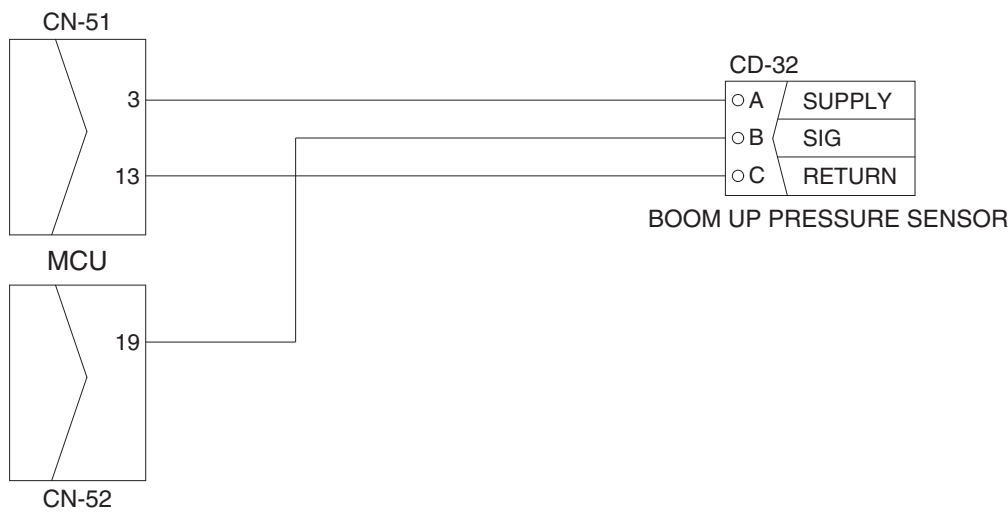 CN-51
3
13
MCU
19
CN-52
CD-32
A SUPPLY
B SIG
C RETURN
BOOM UP PRESSURE SENSOR